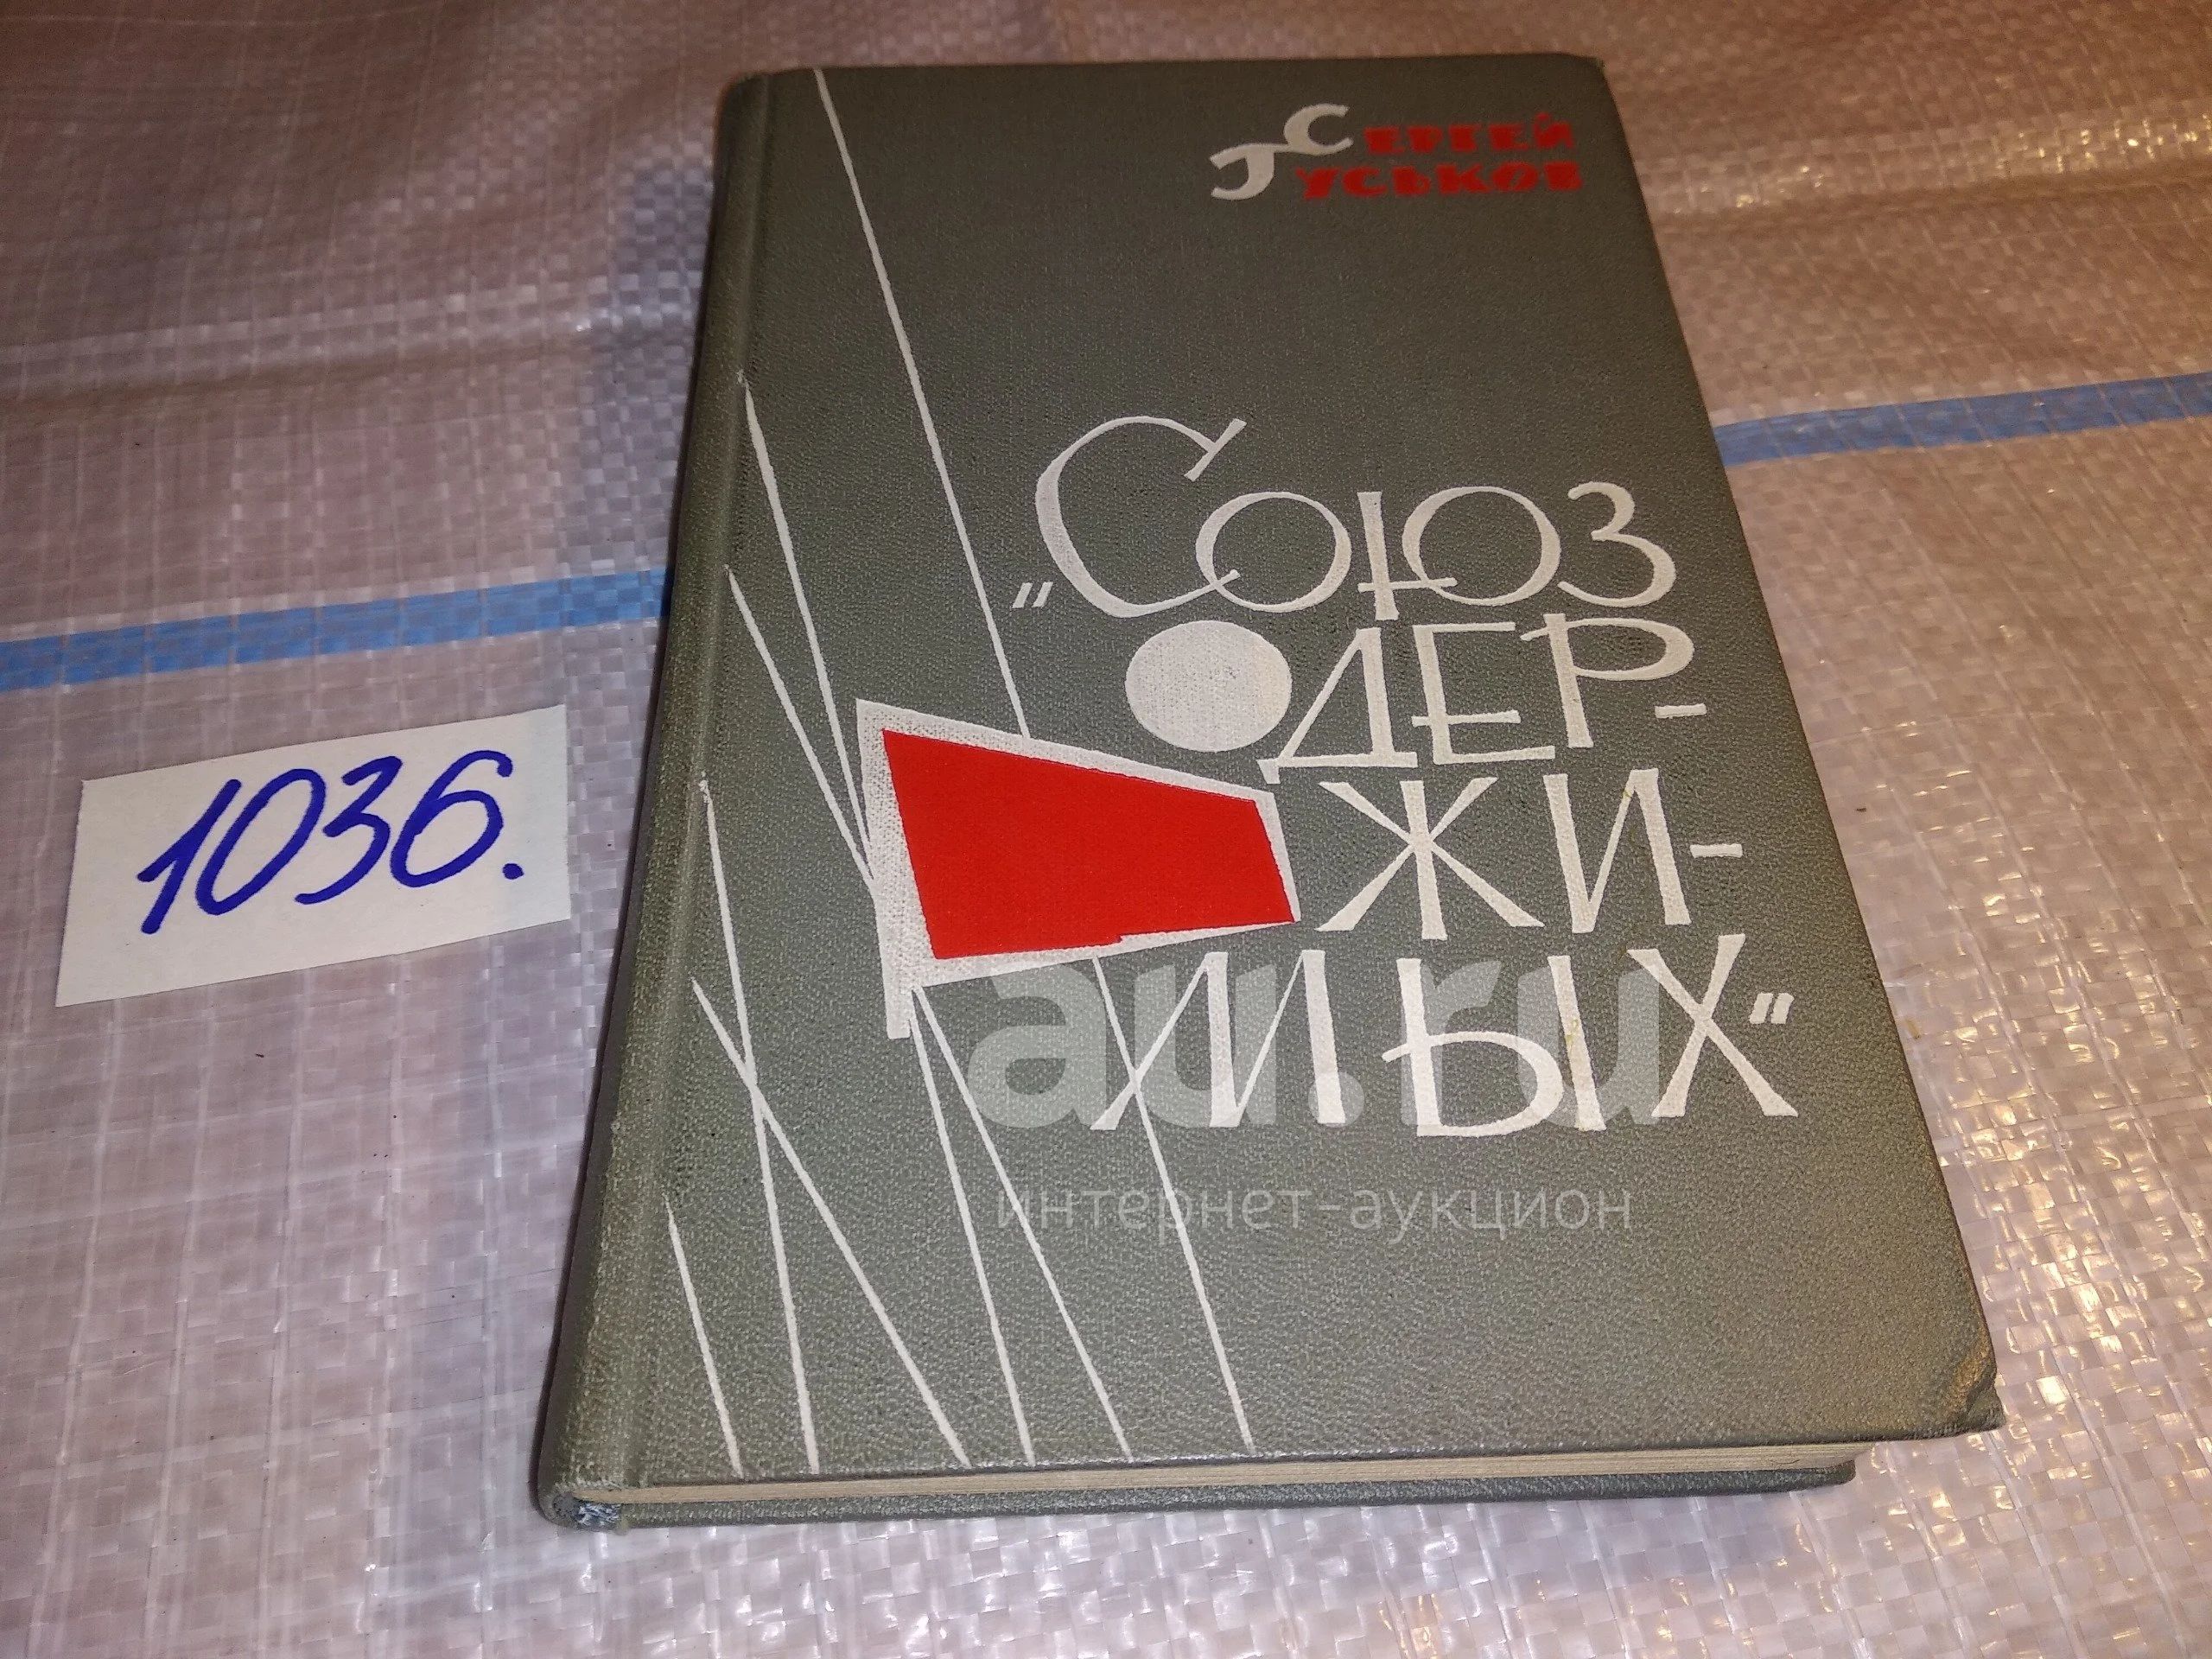 Сергей
Гуськов
„Союз
одер-
жи-
мых"
1036.
au.ru
интернет-аукцион